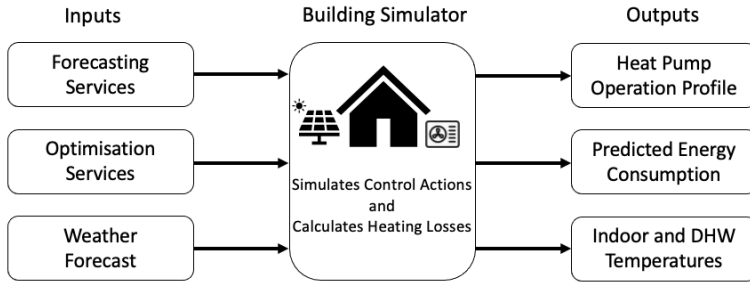 Inputs
Building Simulator
Outputs
Forecasting
Services
Optimisation
Services
Weather
Forecast
Simulates Control Actions
and
Calculates Heating Losses
Heat Pump
Operation Profile
Predicted Energy
Consumption
Indoor and DHW
Temperatures